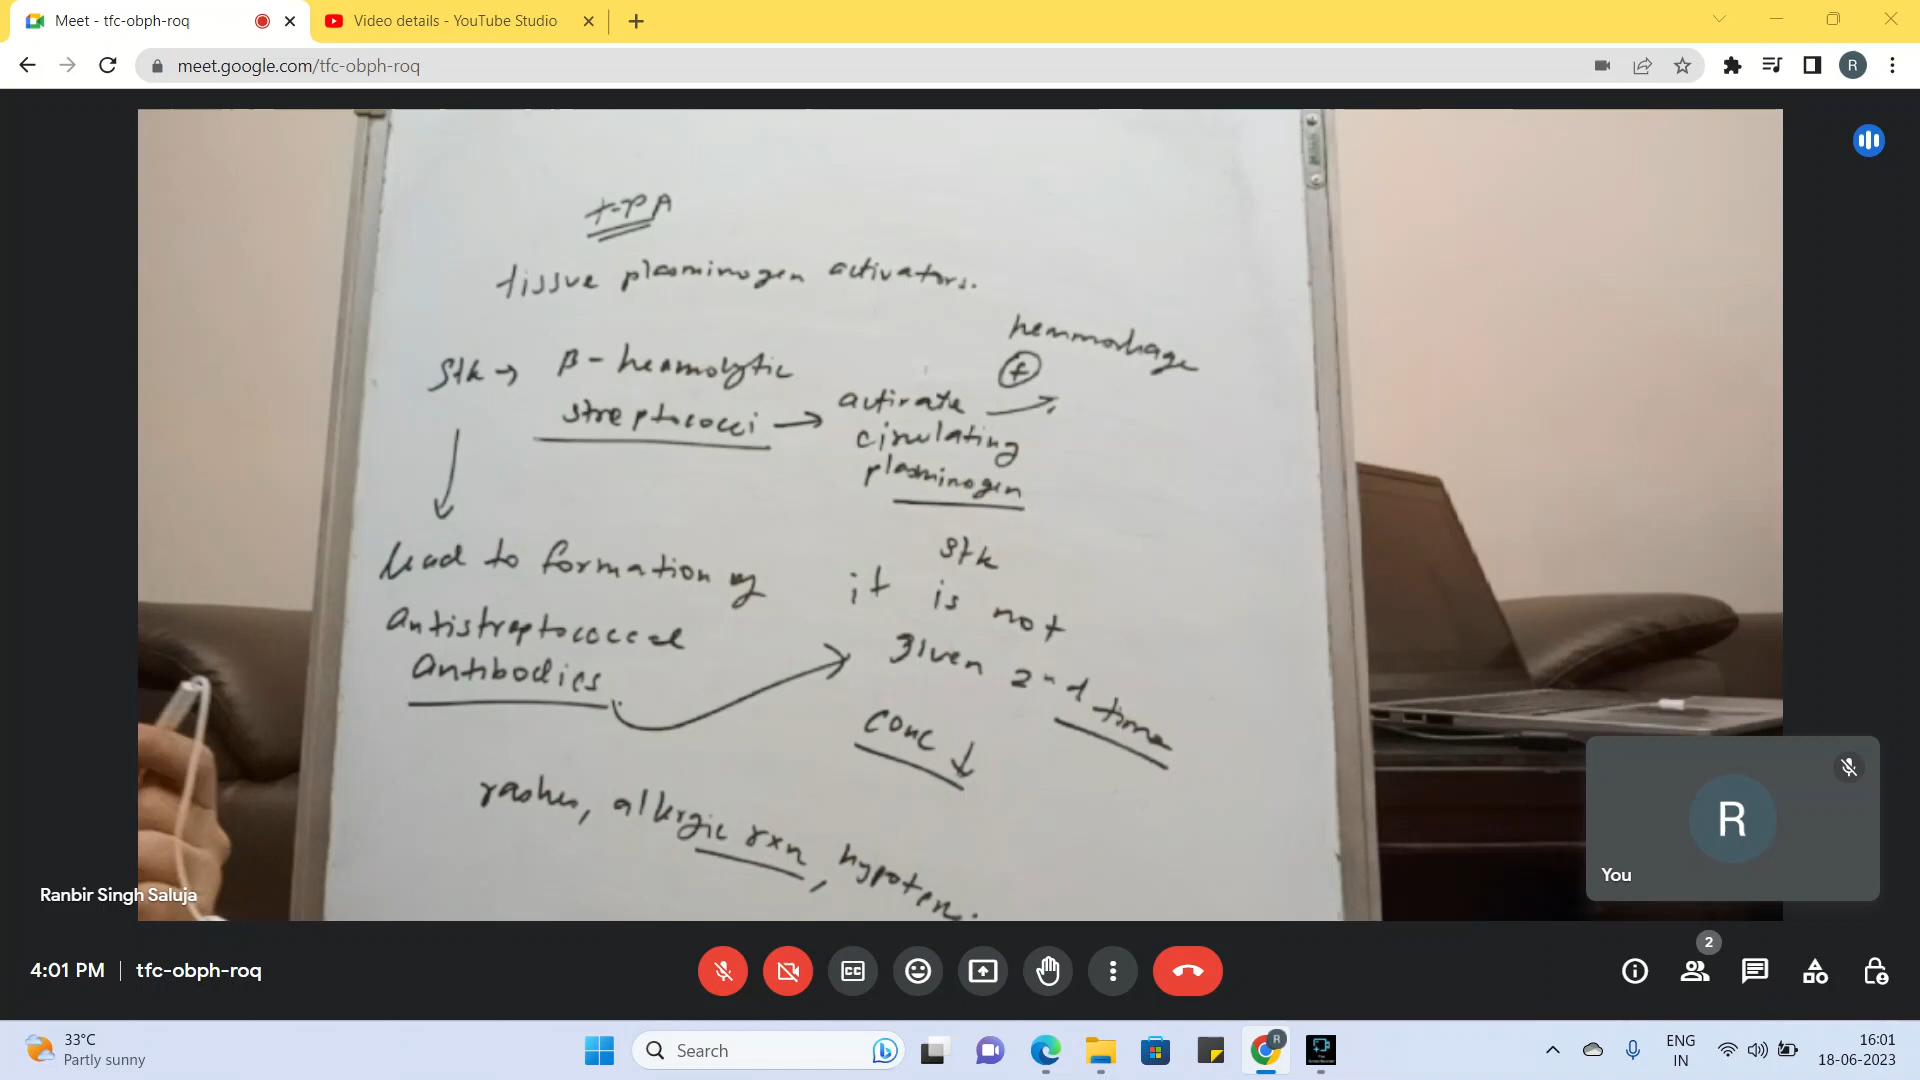 Meet - tfc-obph-roq
Video details - YouTube Studio
meet.google.com/tfc-obph-roq
R
t-PA
tissue plasminogen activators.
hemmorhage
+
Stk → β-heamolytic
streptococci → activate
circulating
plasminogen
lead to formation of
Antistreptococcal
Antibodies
stk
it is not
given 2nd time
conc ↓
rashes, allergic rxn, hypoten.
R
You
Ranbir Singh Saluja
4:01 PM
tfc-obph-roq
CC
2
33°C
Partly sunny
Search
R
ENG
IN
16:01
18-06-2023